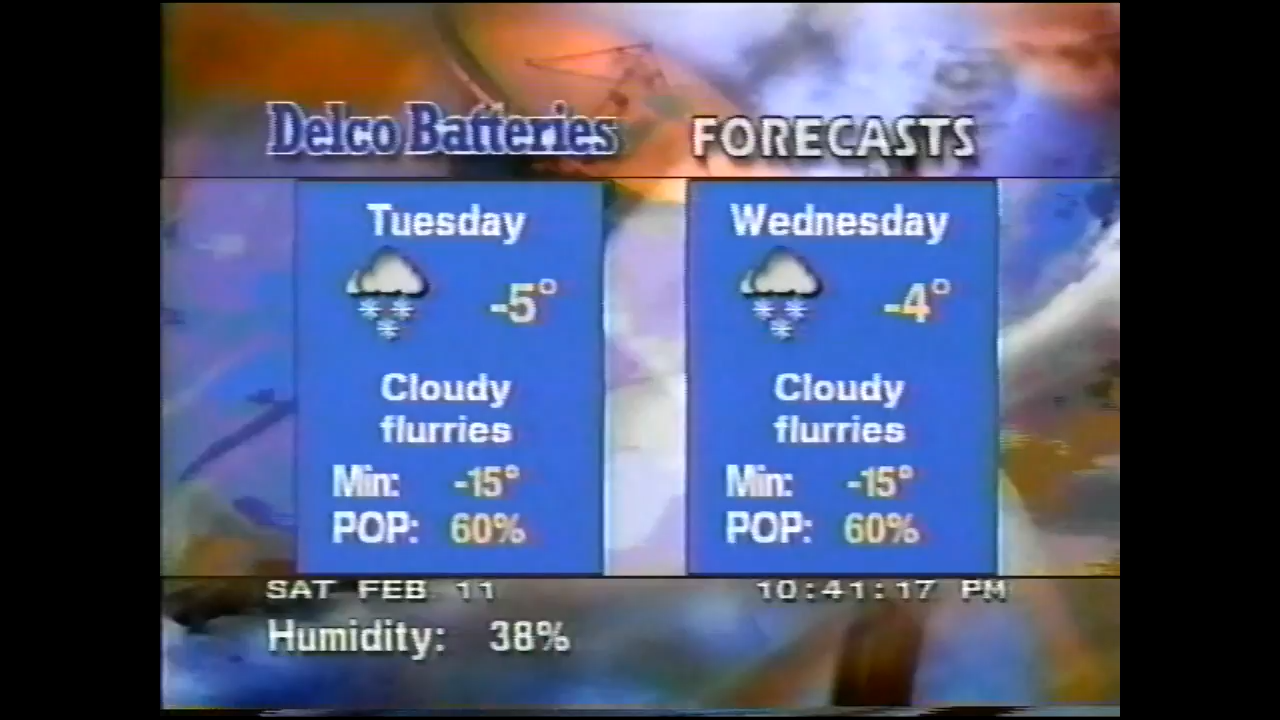 Delco Batteries FORECASTS
Tuesday
-5°
Cloudy
flurries
Min: -15°
POP: 60%
Wednesday
-4°
Cloudy
flurries
Min: -15°
POP: 60%
SAT FEB 11 10:41:17 PM
Humidity: 38%